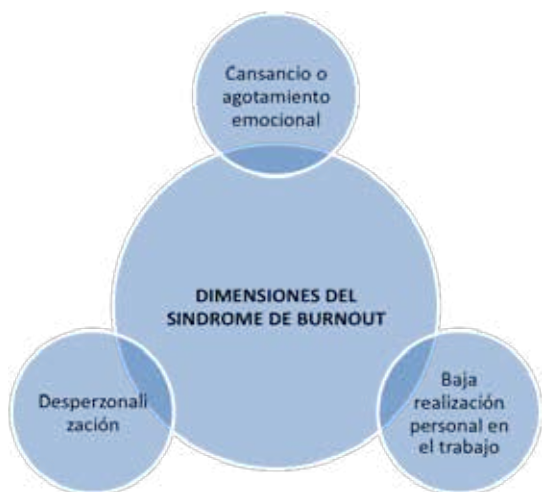 Cansancio o
agotamiento
emocional
DIMENSIONES DEL
SINDROME DE BURNOUT
Desperzonali
zación
Baja
realización
personal en
el trabajo